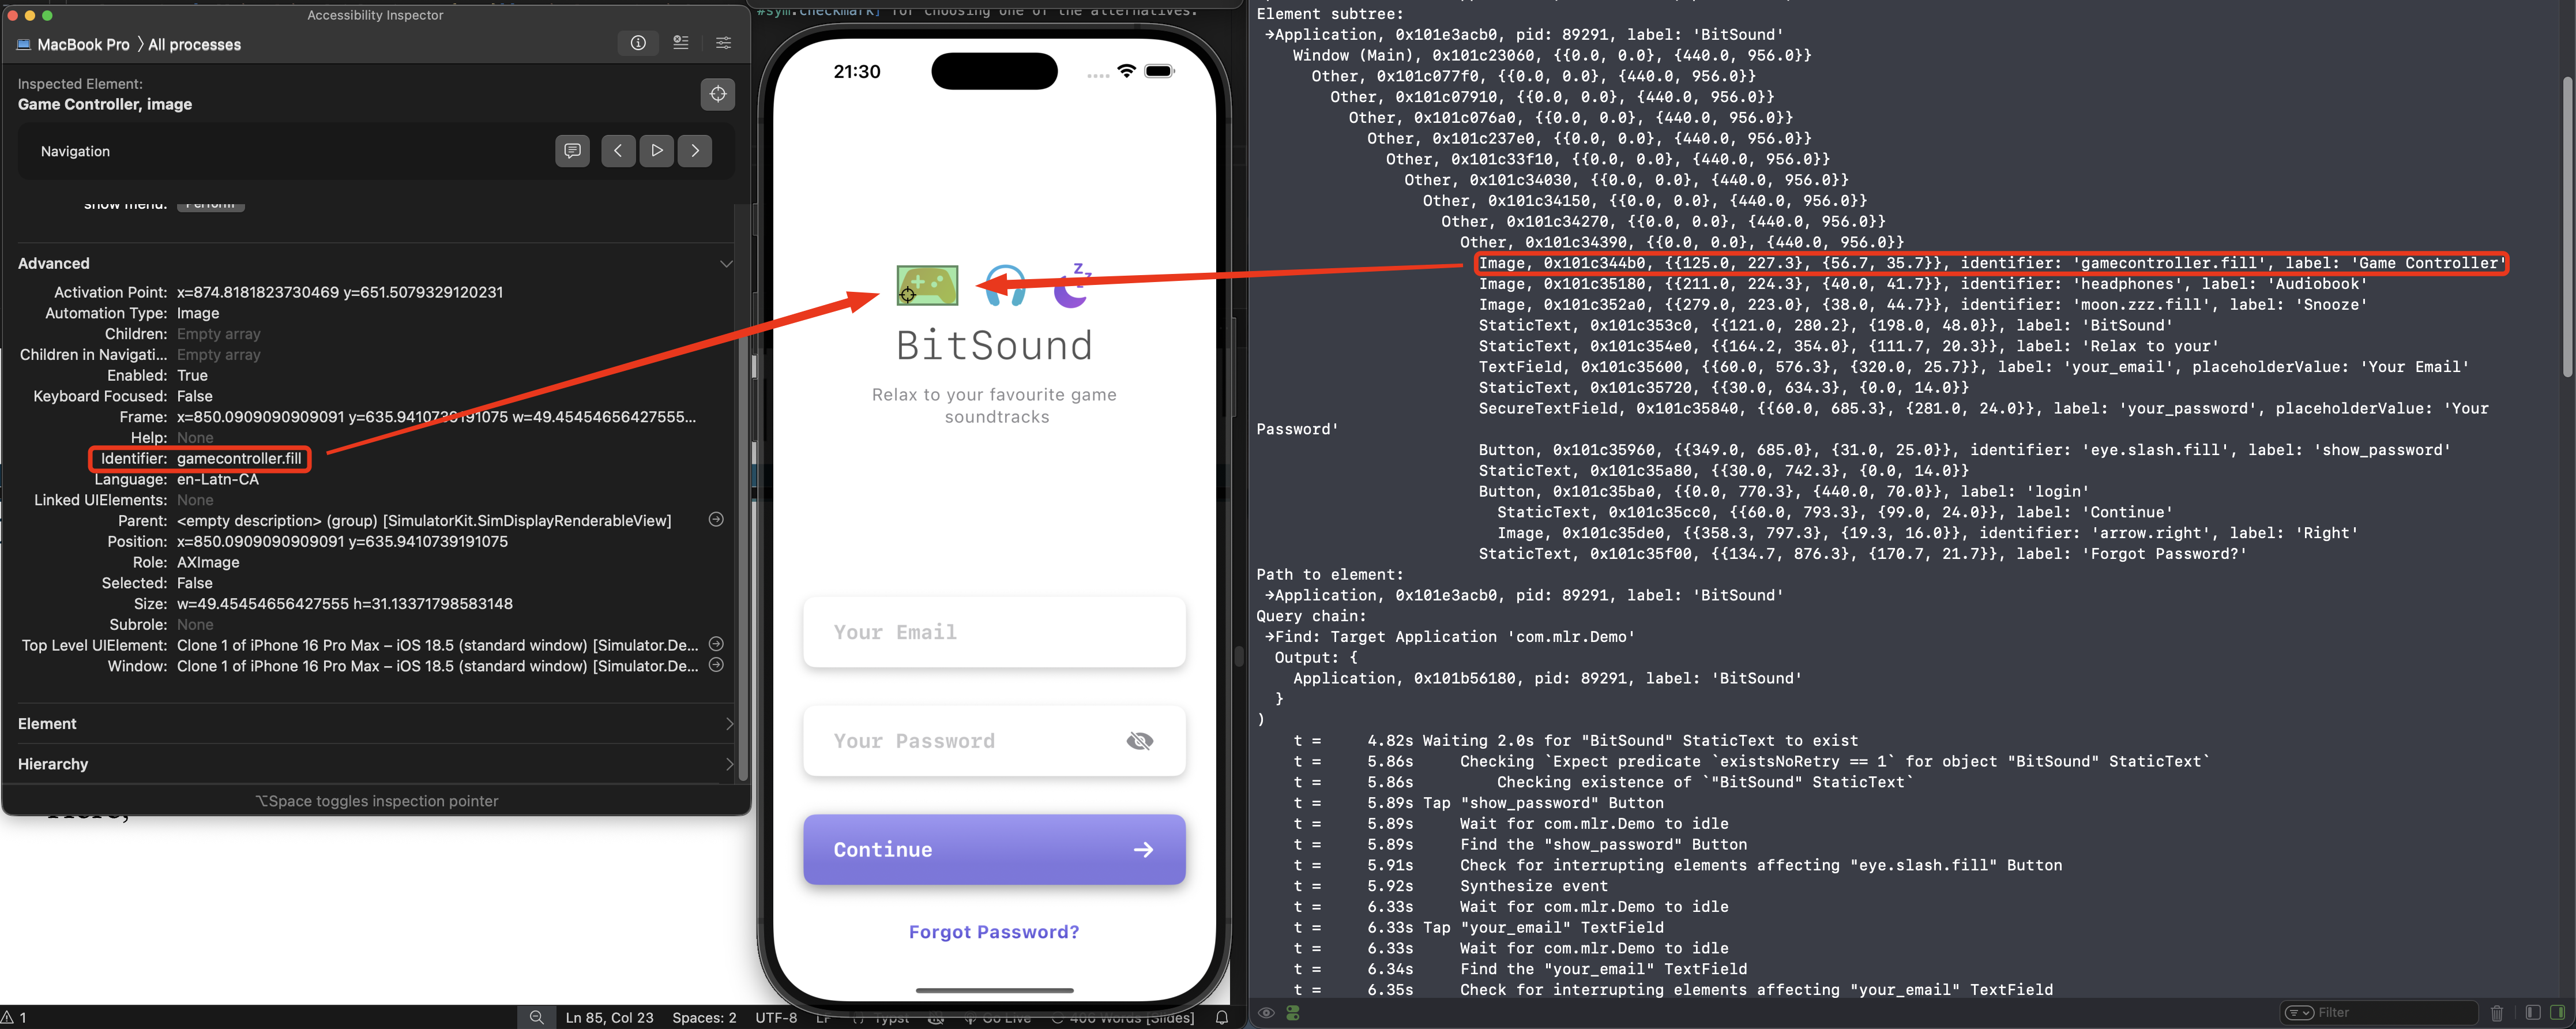 Accessibility Inspector
MacBook Pro 〉All processes
Inspected Element:
Game Controller, image
Navigation
show menu: Perform
Advanced
Activation Point: x=874.8181823730469 y=651.5079329120231
Automation Type: Image
Children: Empty array
Children in Navigati... Empty array
Enabled: True
Keyboard Focused: False
Frame: x=850.0909090909091 y=635.9410739191075 w=49.45454656427555...
Help: None
Identifier: gamecontroller.fill
Language: en-Latn-CA
Linked UIElements: None
Parent: <empty description> (group) [SimulatorKit.SimDisplayRenderableView]
Position: x=850.0909090909091 y=635.9410739191075
Role: AXImage
Selected: False
Size: w=49.45454656427555 h=31.13371798583148
Subrole: None
Top Level UIElement: Clone 1 of iPhone 16 Pro Max – iOS 18.5 (standard window) [Simulator.De...
Window: Clone 1 of iPhone 16 Pro Max – iOS 18.5 (standard window) [Simulator.De...
Element
Hierarchy
⌥Space toggles inspection pointer
Here,
#sym.checkmark] for choosing one of the alternatives.
21:30
BitSound
Relax to your favourite game
soundtracks
Your Email
Your Password
Continue
Forgot Password?
1
Ln 85, Col 23 Spaces: 2 UTF-8 LF {} Typst Go Live 406 Words [Slides]
Element subtree:
→Application, 0x101e3acb0, pid: 89291, label: 'BitSound'
Window (Main), 0x101c23060, {{0.0, 0.0}, {440.0, 956.0}}
Other, 0x101c077f0, {{0.0, 0.0}, {440.0, 956.0}}
Other, 0x101c07910, {{0.0, 0.0}, {440.0, 956.0}}
Other, 0x101c076a0, {{0.0, 0.0}, {440.0, 956.0}}
Other, 0x101c237e0, {{0.0, 0.0}, {440.0, 956.0}}
Other, 0x101c33f10, {{0.0, 0.0}, {440.0, 956.0}}
Other, 0x101c34030, {{0.0, 0.0}, {440.0, 956.0}}
Other, 0x101c34150, {{0.0, 0.0}, {440.0, 956.0}}
Other, 0x101c34270, {{0.0, 0.0}, {440.0, 956.0}}
Other, 0x101c34390, {{0.0, 0.0}, {440.0, 956.0}}
Image, 0x101c344b0, {{125.0, 227.3}, {56.7, 35.7}}, identifier: 'gamecontroller.fill', label: 'Game Controller'
Image, 0x101c35180, {{211.0, 224.3}, {40.0, 41.7}}, identifier: 'headphones', label: 'Audiobook'
Image, 0x101c352a0, {{279.0, 223.0}, {38.0, 44.7}}, identifier: 'moon.zzz.fill', label: 'Snooze'
StaticText, 0x101c353c0, {{121.0, 280.2}, {198.0, 48.0}}, label: 'BitSound'
StaticText, 0x101c354e0, {{164.2, 354.0}, {111.7, 20.3}}, label: 'Relax to your'
TextField, 0x101c35600, {{60.0, 576.3}, {320.0, 25.7}}, label: 'your_email', placeholderValue: 'Your Email'
StaticText, 0x101c35720, {{30.0, 634.3}, {0.0, 14.0}}
SecureTextField, 0x101c35840, {{60.0, 685.3}, {281.0, 24.0}}, label: 'your_password', placeholderValue: 'Your
Password'
Button, 0x101c35960, {{349.0, 685.0}, {31.0, 25.0}}, identifier: 'eye.slash.fill', label: 'show_password'
StaticText, 0x101c35a80, {{30.0, 742.3}, {0.0, 14.0}}
Button, 0x101c35ba0, {{0.0, 770.3}, {440.0, 70.0}}, label: 'login'
StaticText, 0x101c35cc0, {{60.0, 793.3}, {99.0, 24.0}}, label: 'Continue'
Image, 0x101c35de0, {{358.3, 797.3}, {19.3, 16.0}}, identifier: 'arrow.right', label: 'Right'
StaticText, 0x101c35f00, {{134.7, 876.3}, {170.7, 21.7}}, label: 'Forgot Password?'
Path to element:
→Application, 0x101e3acb0, pid: 89291, label: 'BitSound'
Query chain:
→Find: Target Application 'com.mlr.Demo'
Output: {
Application, 0x101b56180, pid: 89291, label: 'BitSound'
}
)
t = 4.82s Waiting 2.0s for "BitSound" StaticText to exist
t = 5.86s Checking `Expect predicate `existsNoRetry == 1` for object "BitSound" StaticText`
t = 5.86s Checking existence of `"BitSound" StaticText`
t = 5.89s Tap "show_password" Button
t = 5.89s Wait for com.mlr.Demo to idle
t = 5.89s Find the "show_password" Button
t = 5.91s Check for interrupting elements affecting "eye.slash.fill" Button
t = 5.92s Synthesize event
t = 6.33s Wait for com.mlr.Demo to idle
t = 6.33s Tap "your_email" TextField
t = 6.33s Wait for com.mlr.Demo to idle
t = 6.34s Find the "your_email" TextField
t = 6.35s Check for interrupting elements affecting "your_email" TextField
Filter